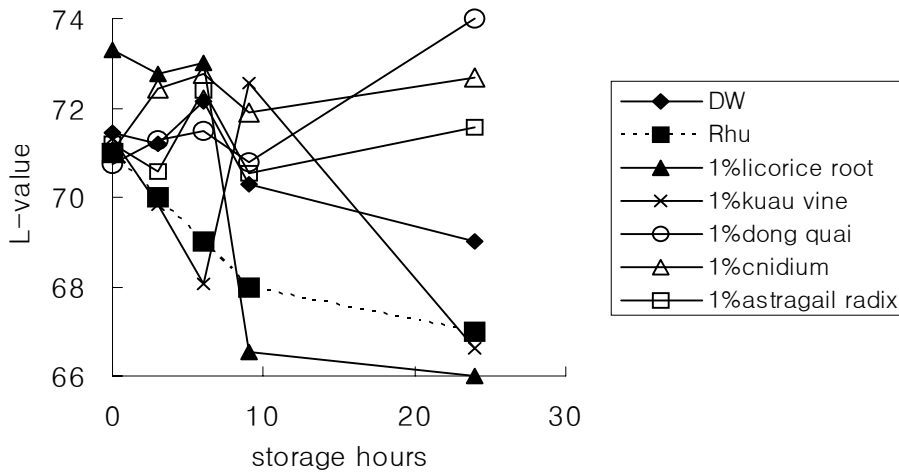 74
72
70
68
66
L-value
0
10
20
30
storage hours
DW
Rhu
1%licorice root
1%kuau vine
1%dong quai
1%cnidium
1%astragail radix